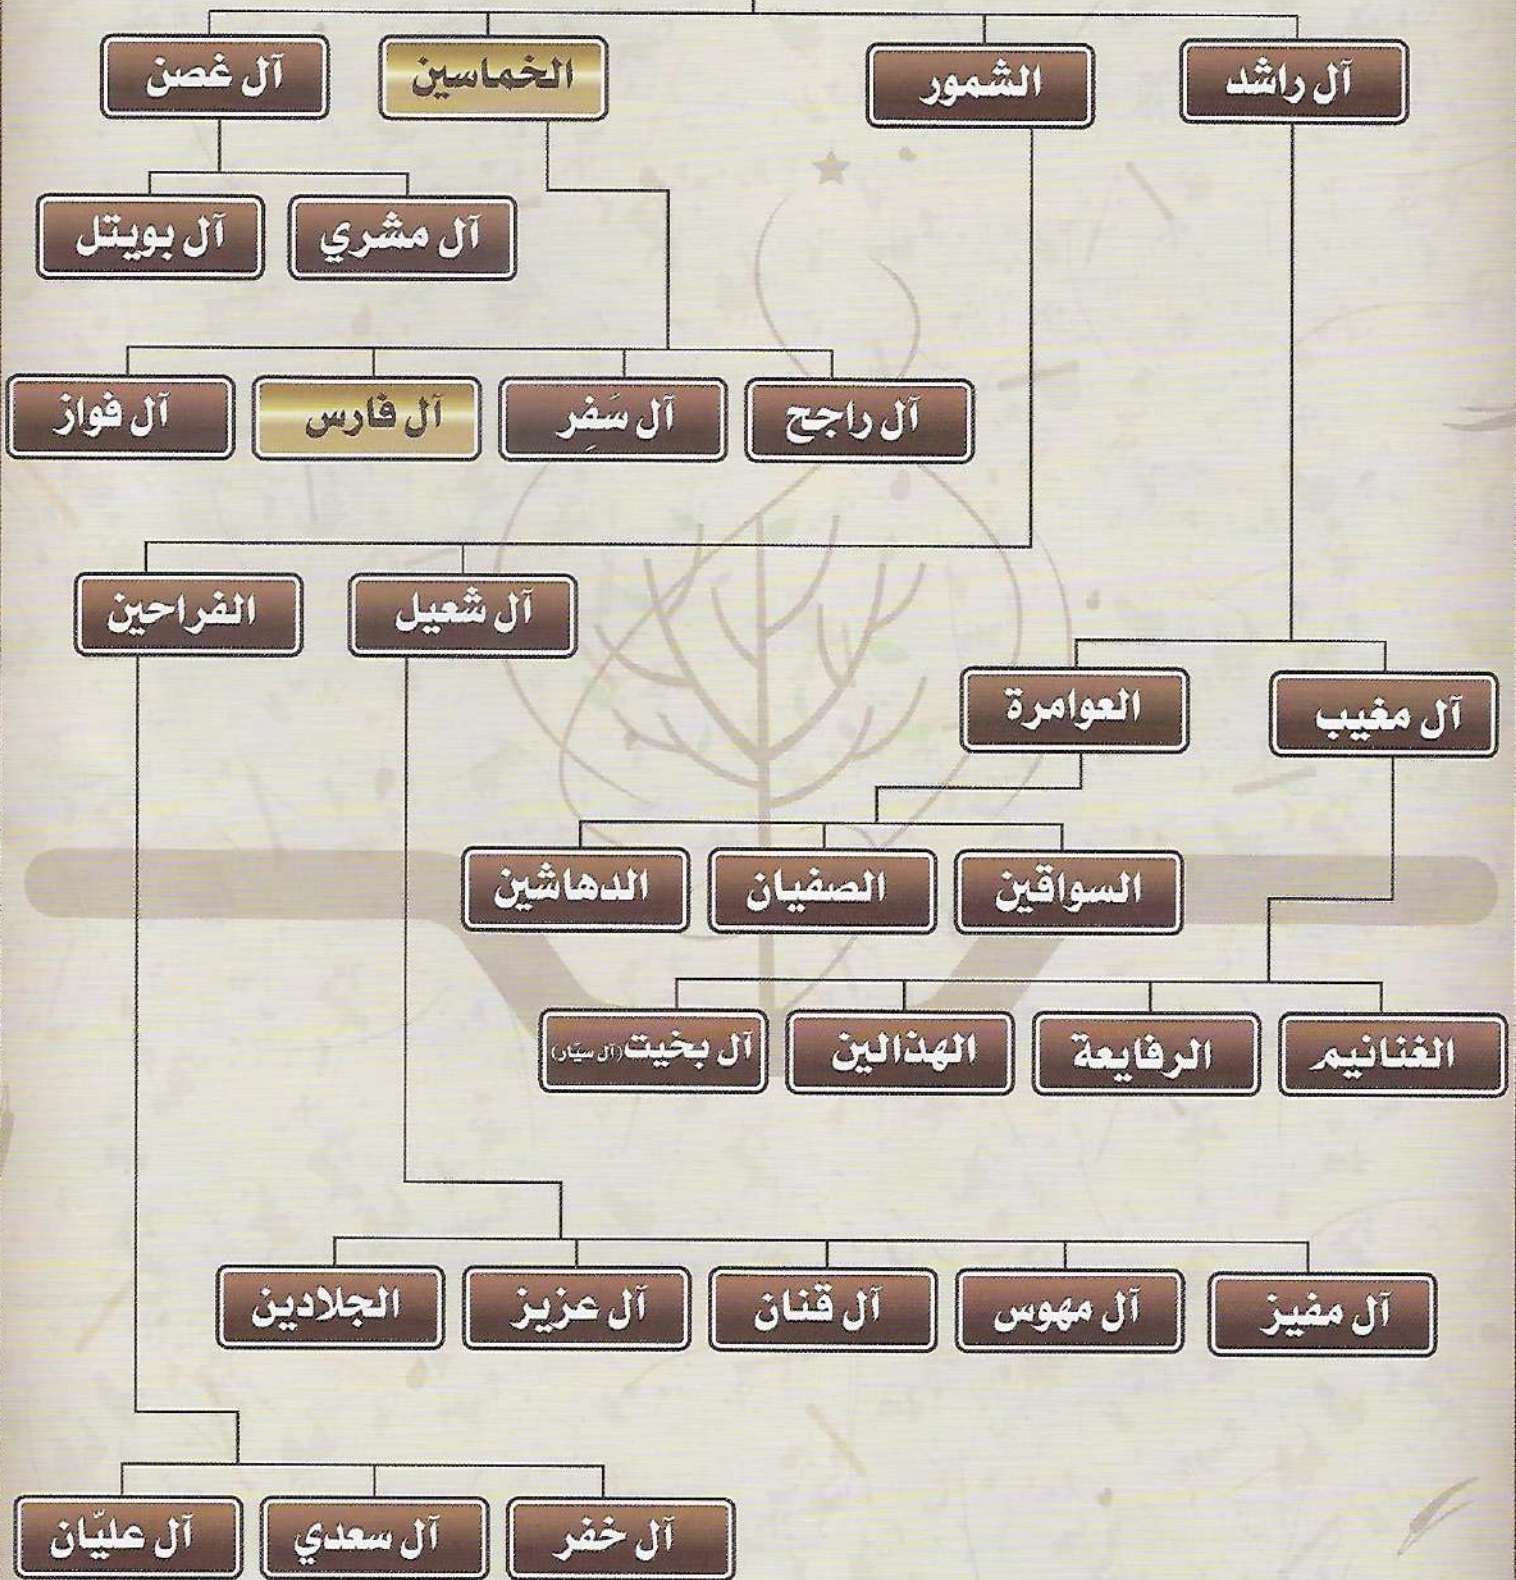 آل راشد
الشمور
الخماسين
آل غصن
آل مشري
آل بويتل
آل راجح
آل سَفِر
آل فارس
آل فواز
آل شعيل
الفراحين
آل مغيب
العوامرة
السواقين
الصفيان
الدهاشين
الغنانيم
الرفايعة
الهذالين
آل بخيت (آل سيّار)
آل مفيز
آل مهوس
آل قنان
آل عزيز
الجلادين
آل خفر
آل سعدي
آل عليّان